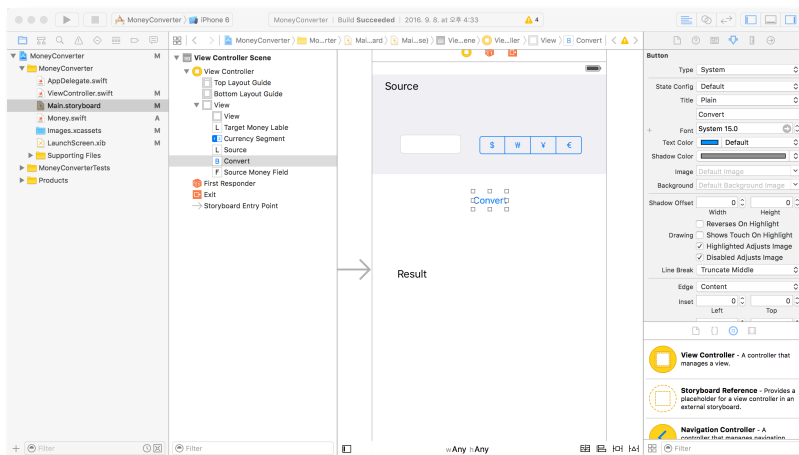 MoneyConverter
iPhone 6
MoneyConverter | Build Succeeded | 2016. 9. 8. at 오후 4:33
4
MoneyConverter
Mo...rter
Mai...ard
Mai...se)
Vie...ene
Vie...ller
View
B Convert
MoneyConverter M
MoneyConverter
AppDelegate.swift
ViewController.swift M
Main.storyboard M
Money.swift A
Images.xcassets M
LaunchScreen.xib M
Supporting Files
MoneyConverterTests
Products
Filter
View Controller Scene
View Controller
Top Layout Guide
Bottom Layout Guide
View
View
L Target Money Lable
Currency Segment
L Source
B Convert
F Source Money Field
First Responder
Exit
Storyboard Entry Point
Filter
Source
$ ₩ ¥ €
Convert
Result
wAny hAny
Button
Type System
State Config Default
Title Plain
Convert
Font System 15.0
Text Color Default
Shadow Color
Image Default Image
Background Default Background Image
Shadow Offset 0 0
Width Height
Reverses On Highlight
Drawing Shows Touch On Highlight
Highlighted Adjusts Image
Disabled Adjusts Image
Line Break Truncate Middle
Edge Content
Inset 0 0
Left Top
View Controller - A controller that
manages a view.
Storyboard Reference - Provides a
placeholder for a view controller in an
external storyboard.
Navigation Controller - A
controller that manages navigation
Filter